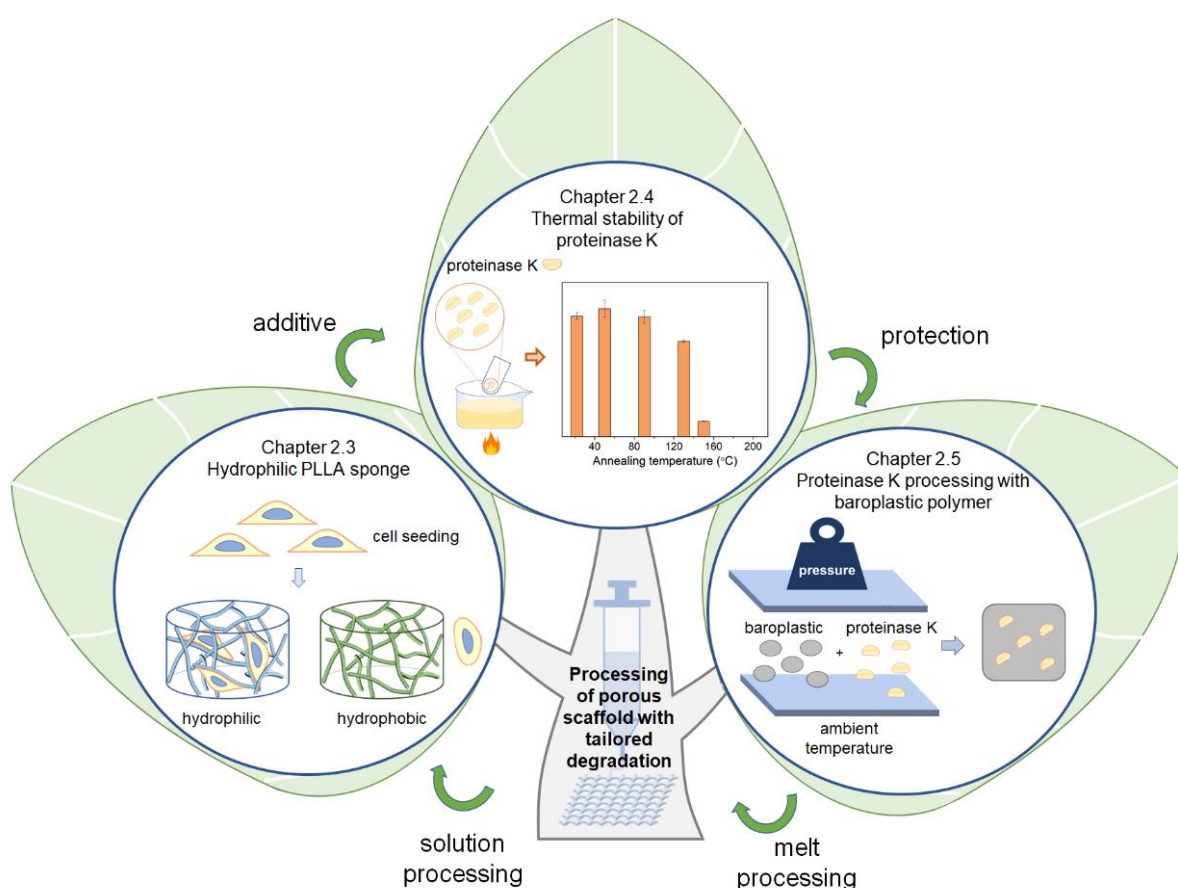 Chapter 2.4
Thermal stability of
proteinase K
proteinase K
40
80
120
160
200
Annealing temperature (°C)
additive
protection
Chapter 2.3
Hydrophilic PLLA sponge
cell seeding
hydrophilic
hydrophobic
Chapter 2.5
Proteinase K processing with
baroplastic polymer
pressure
baroplastic
proteinase K
+
ambient
temperature
Processing
of porous
scaffold with
tailored
degradation
solution
processing
melt
processing